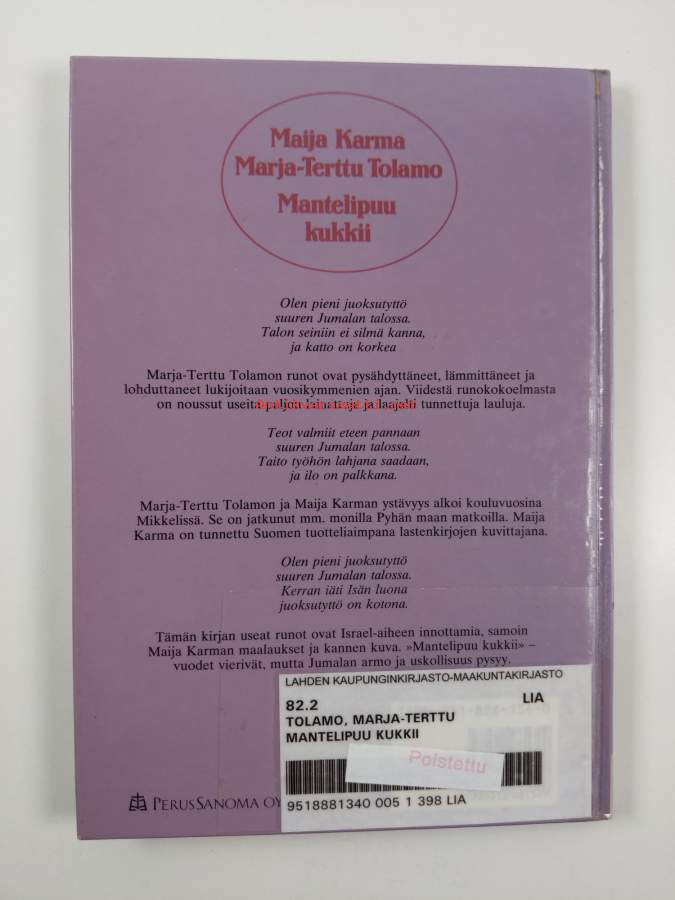 Maija Karma
Marja-Terttu Tolamo
Mantelipuu
kukkii
Olen pieni juoksutyttö
suuren Jumalan talossa.
Talon seiniin ei silmä kanna,
ja katto on korkea
Marja-Terttu Tolamon runot ovat pysähdyttäneet, lämmittäneet ja
lohduttaneet lukijoitaan vuosikymmenien ajan. Viidestä runokokoelmasta
on noussut useita paljon lainattuja ja laajalti tunnettuja lauluja.
Teot valmiit eteen pannaan
suuren Jumalan talossa.
Taito työhön lahjana saadaan,
ja ilo on palkkana.
Marja-Terttu Tolamon ja Maija Karman ystävyys alkoi kouluvuosina
Mikkelissä. Se on jatkunut mm. monilla Pyhän maan matkoilla. Maija
Karma on tunnettu Suomen tuotteliaimpana lastenkirjojen kuvittajana.
Olen pieni juoksutyttö
suuren Jumalan talossa.
Kerran iäti Isän luona
juoksutyttö on kotona.
Tämän kirjan useat runot ovat Israel-aiheen innottamia, samoin
Maija Karman maalaukset ja kannen kuva. »Mantelipuu kukkii» –
vuodet vierivät, mutta Jumalan armo ja uskollisuus pysyy.
LAHDEN KAUPUNGINKIRJASTO-MAAKUNTAKIRJASTO
82.2 LIA
TOLAMO, MARJA-TERTTU
MANTELIPUU KUKKII
Poistettu
9518881340 005 1 398 LIA
PERUSSANOMA OY